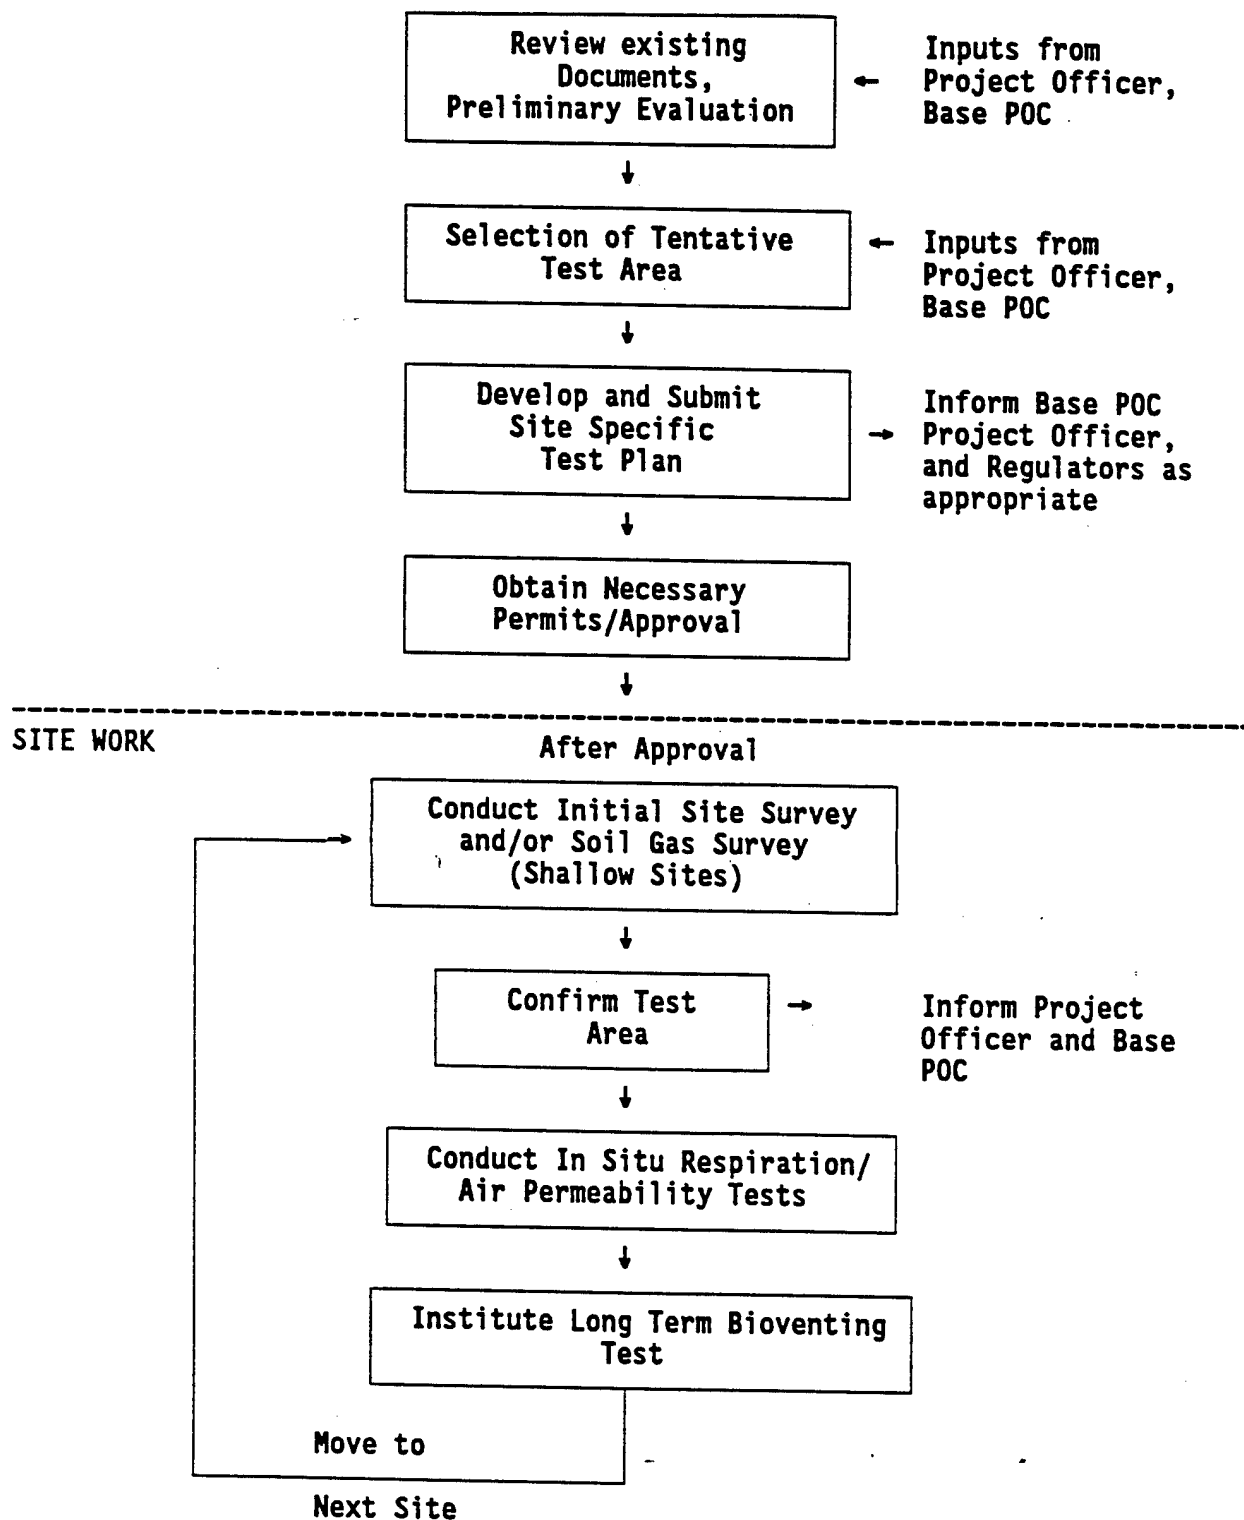 Review existing
Documents,
Preliminary Evaluation
Inputs from
Project Officer,
Base POC
Selection of Tentative
Test Area
Inputs from
Project Officer,
Base POC
Develop and Submit
Site Specific
Test Plan
Inform Base POC
Project Officer,
and Regulators as
appropriate
Obtain Necessary
Permits/Approval
SITE WORK
After Approval
Conduct Initial Site Survey
and/or Soil Gas Survey
(Shallow Sites)
Confirm Test
Area
Inform Project
Officer and Base
POC
Conduct In Situ Respiration/
Air Permeability Tests
Institute Long Term Bioventing
Test
Move to
Next Site